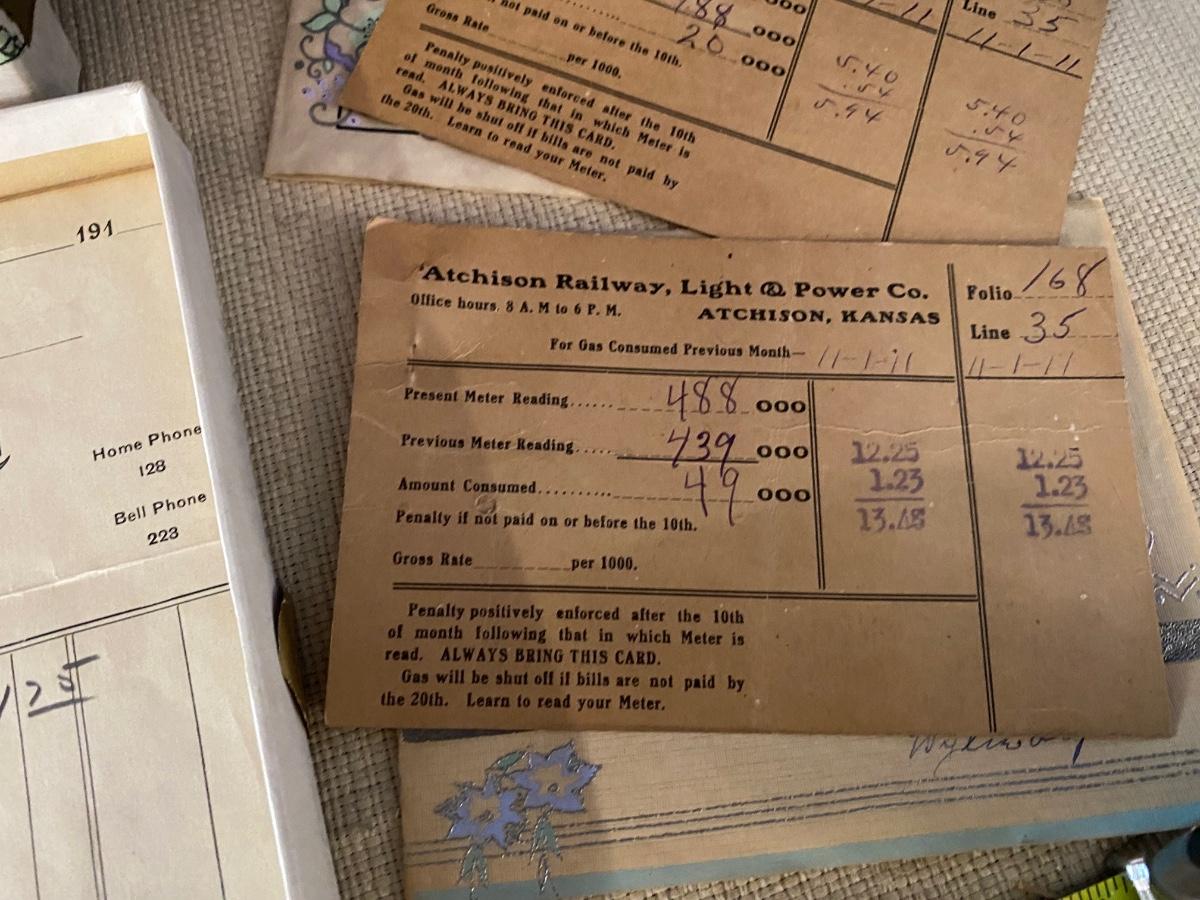 188 000
Line 35
not paid on or before the 10th. 20 000
11-1-11
Gross Rate per 1000.
5.40
.54
5.94
5.40
.54
5.94
Penalty positively enforced after the 10th
of month following that in which Meter is
read. ALWAYS BRING THIS CARD.
Gas will be shut off if bills are not paid by
the 20th. Learn to read your Meter.
191
Home Phone
128
Bell Phone
223
Atchison Railway, Light & Power Co.
Office hours, 8 A. M to 6 P. M. ATCHISON, KANSAS
For Gas Consumed Previous Month— 11-1-11
Folio 168
Line 35
11-1-11
Present Meter Reading...... 488 000
Previous Meter Reading..... 439 000
Amount Consumed.......... 49 000
Penalty if not paid on or before the 10th.
Gross Rate per 1000.
12.25
1.23
13.48
12.25
1.23
13.48
Penalty positively enforced after the 10th
of month following that in which Meter is
read. ALWAYS BRING THIS CARD.
Gas will be shut off if bills are not paid by
the 20th. Learn to read your Meter.